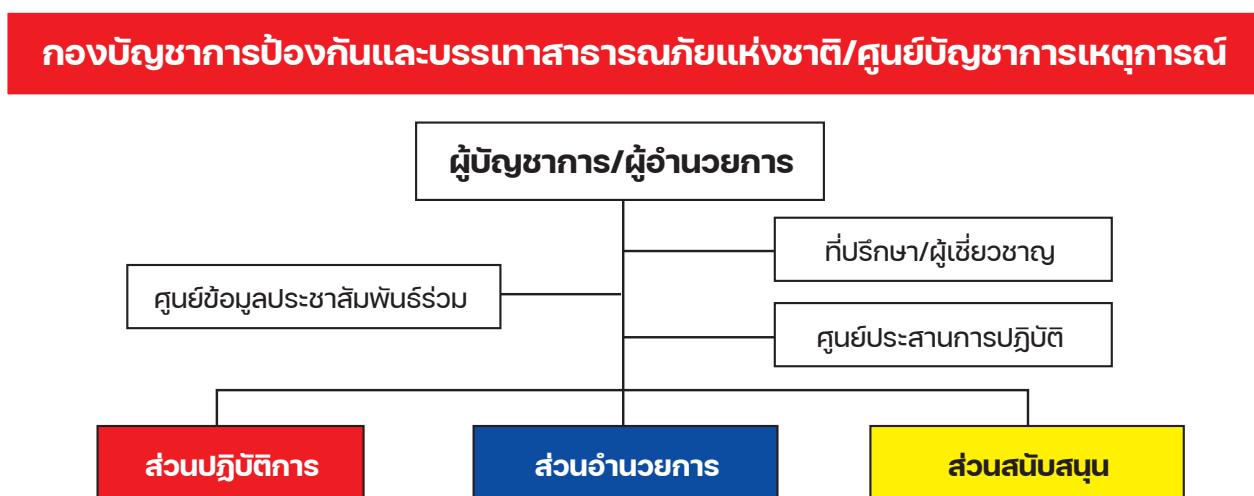 กองบัญชาการป้องกันและบรรเทาสาธารณภัยแห่งชาติ/ศูนย์บัญชาการเหตุการณ์
ผู้บัญชาการ/ผู้อำนวยการ
ที่ปรึกษา/ผู้เชี่ยวชาญ
ศูนย์ข้อมูลประชาสัมพันธ์ร่วม
ศูนย์ประสานการปฏิบัติ
ส่วนปฏิบัติการ
ส่วนอำนวยการ
ส่วนสนับสนุน